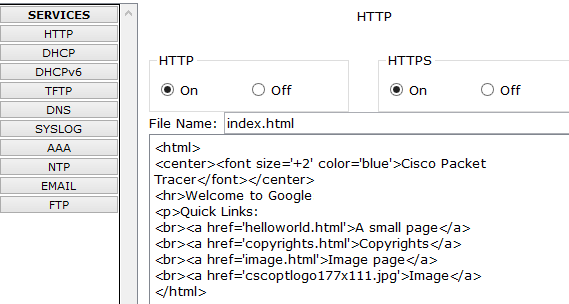 SERVICES
HTTP
DHCP
DHCPv6
TFTP
DNS
SYSLOG
AAA
NTP
EMAIL
FTP
HTTP
HTTP
On Off
HTTPS
On Off
File Name: index.html
<html>
<center><font size='+2' color='blue'>Cisco Packet
Tracer</font></center>
<hr>Welcome to Google
<p>Quick Links:
<br><a href='helloworld.html'>A small page</a>
<br><a href='copyrights.html'>Copyrights</a>
<br><a href='image.html'>Image page</a>
<br><a href='cscoptlogo177x111.jpg'>Image</a>
</html>